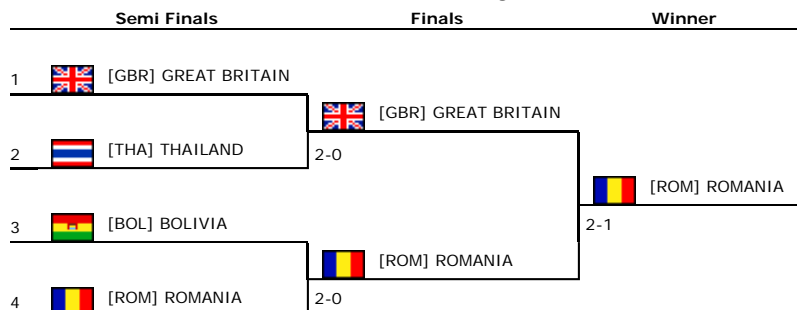 Semi Finals Finals Winner
1 [GBR] GREAT BRITAIN
[GBR] GREAT BRITAIN
2 [THA] THAILAND 2-0
[ROM] ROMANIA
3 [BOL] BOLIVIA 2-1
[ROM] ROMANIA
4 [ROM] ROMANIA 2-0